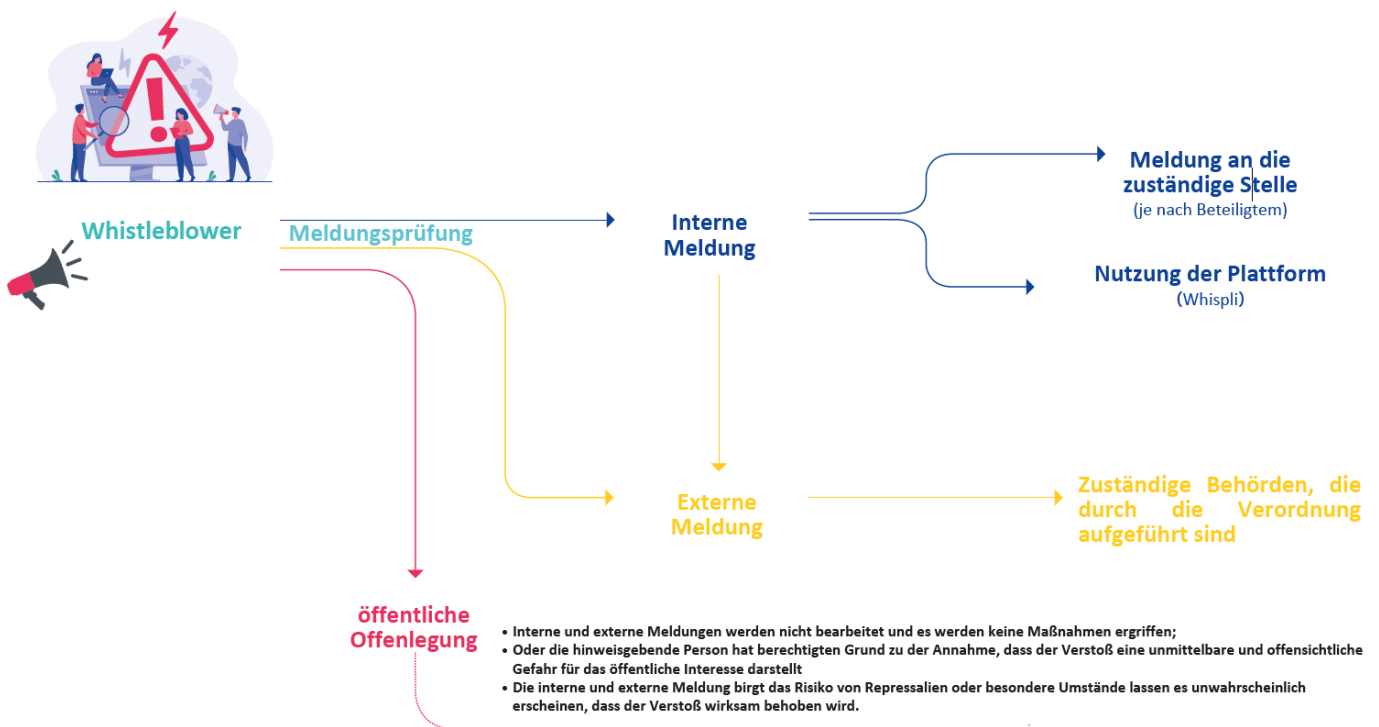 Whistleblower
Meldungsprüfung
Interne
Meldung
Meldung an die
zuständige Stelle
(je nach Beteiligtem)
Nutzung der Plattform
(Whispli)
Externe
Meldung
Zuständige Behörden, die
durch die Verordnung
aufgeführt sind
öffentliche
Offenlegung
• Interne und externe Meldungen werden nicht bearbeitet und es werden keine Maßnahmen ergriffen;
• Oder die hinweisgebende Person hat berechtigten Grund zu der Annahme, dass der Verstoß eine unmittelbare und offensichtliche
Gefahr für das öffentliche Interesse darstellt
• Die interne und externe Meldung birgt das Risiko von Repressalien oder besondere Umstände lassen es unwahrscheinlich
erscheinen, dass der Verstoß wirksam behoben wird.